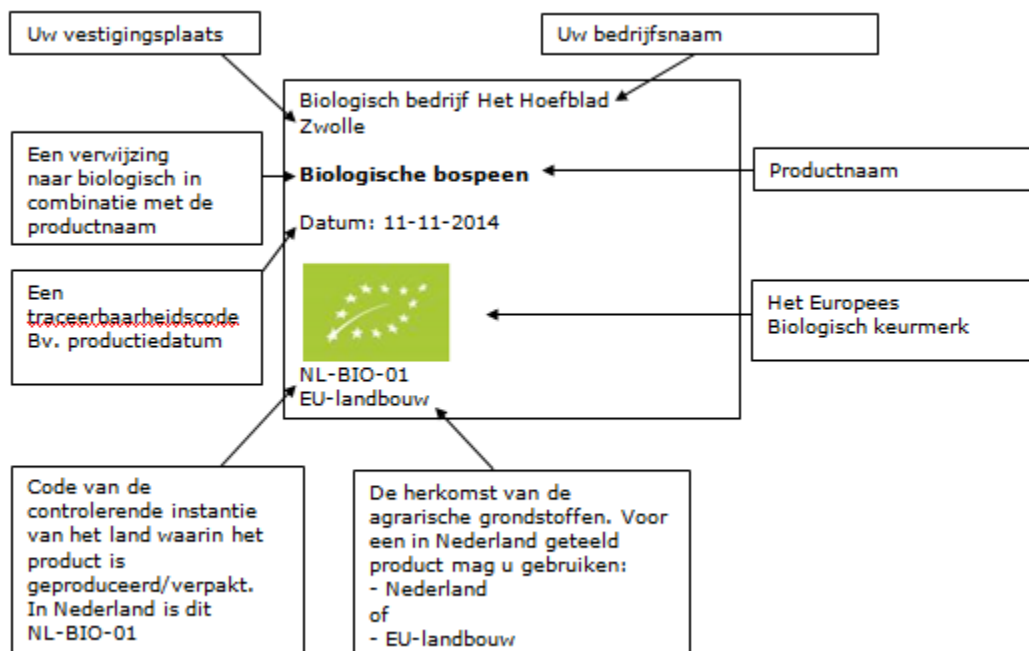 Uw vestigingsplaats
Uw bedrijfsnaam
Biologisch bedrijf Het Hoefblad
Zwolle
Een verwijzing
naar biologisch in
combinatie met de
productnaam
Biologische bospeen
Productnaam
Datum: 11-11-2014
Een
traceerbaarheidscode
Bv. productiedatum
Het Europees
Biologisch keurmerk
NL-BIO-01
EU-landbouw
Code van de
controlerende instantie
van het land waarin het
product is
geproduceerd/verpakt.
In Nederland is dit
NL-BIO-01
De herkomst van de
agrarische grondstoffen. Voor
een in Nederland geteeld
product mag u gebruiken:
- Nederland
of
- EU-landbouw